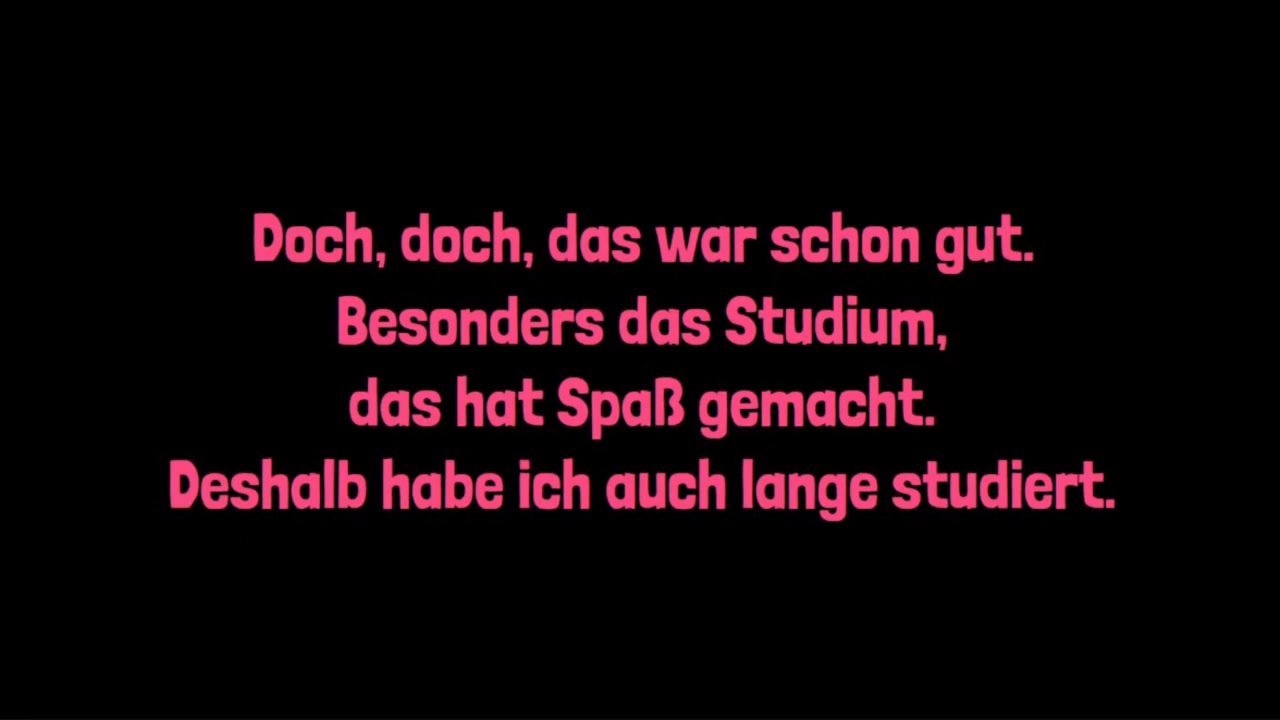 Doch, doch, das war schon gut.
Besonders das Studium,
das hat Spaß gemacht.
Deshalb habe ich auch lange studiert.